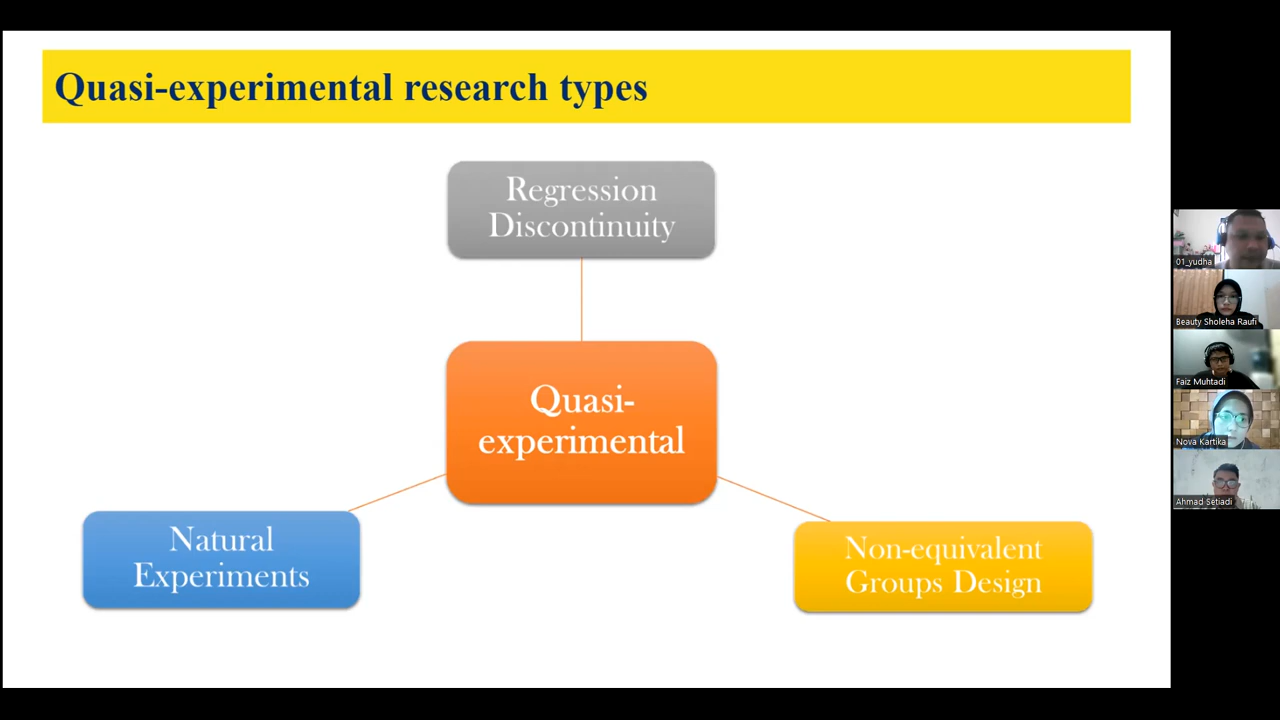 Quasi-experimental research types
Regression
Discontinuity
Quasi-
experimental
Natural
Experiments
Non-equivalent
Groups Design
01_yudha
Beauty Sholeha Raufi
Faiz Muhtadi
Nova Kartika
Ahmad Setiadi